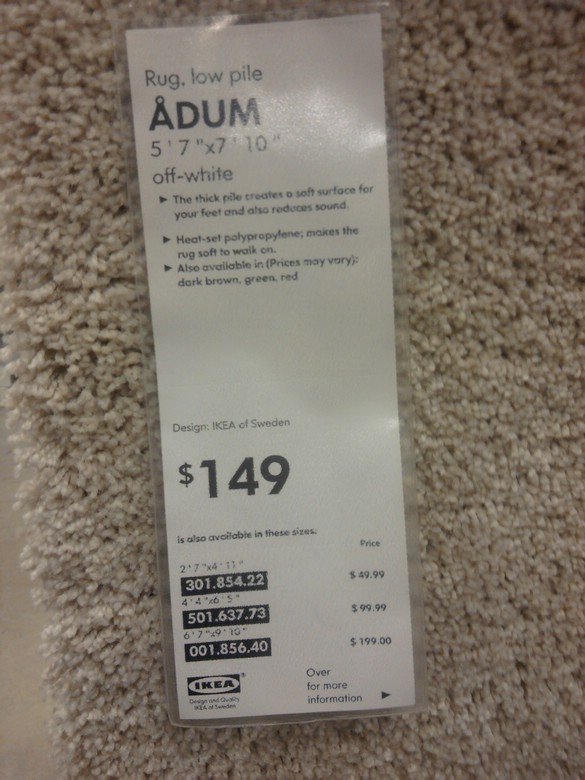 Rug, low pile
ÅDUM
5'7"x7'10"
off-white
► The thick pile creates a soft surface for
your feet and also reduces sound.
► Heat-set polypropylene; makes the
rug soft to walk on.
► Also available in (Prices may vary):
dark brown, green, red
Design: IKEA of Sweden
$149
is also available in these sizes:
Price
2'7"x4'11"
301.854.22 $ 49.99
4'4"x6'5"
501.637.73 $ 99.99
6'7"x9'10"
001.856.40 $ 199.00
IKEA®
Design and Quality
IKEA of Sweden
Over
for more
information ►